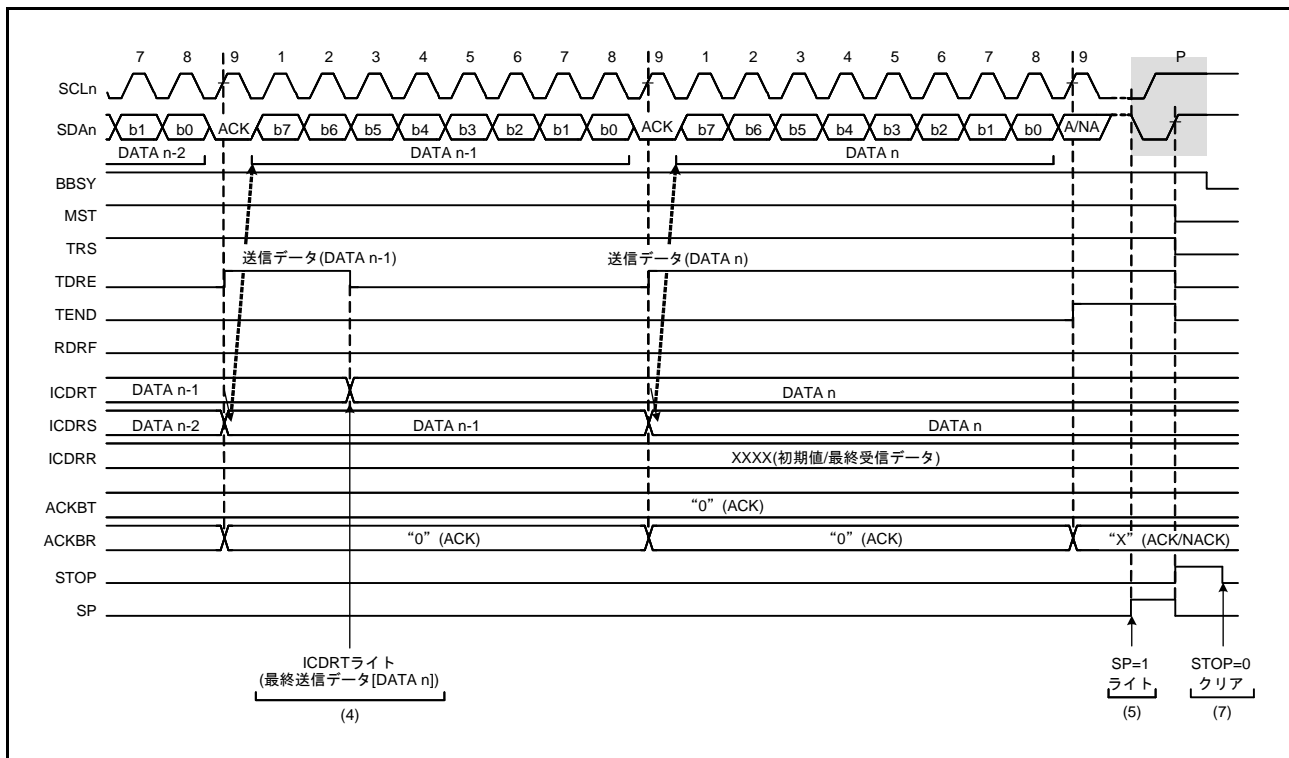 7 8 9 1 2 3 4 5 6 7 8 9 1 2 3 4 5 6 7 8 9 P
SCLn
SDAn b1 b0 ACK b7 b6 b5 b4 b3 b2 b1 b0 ACK b7 b6 b5 b4 b3 b2 b1 b0 A/NA
DATA n-2 DATA n-1 DATA n
BBSY
MST
TRS
送信データ(DATA n-1) 送信データ(DATA n)
TDRE
TEND
RDRF
ICDRT DATA n-1 DATA n
ICDRS DATA n-2 DATA n-1 DATA n
ICDRR XXXX(初期値/最終受信データ)
ACKBT “0” (ACK)
ACKBR “0” (ACK) “0” (ACK) “X” (ACK/NACK)
STOP
SP
ICDRTライト
(最終送信データ[DATA n])
(4)
SP=1
ライト
(5)
STOP=0
クリア
(7)